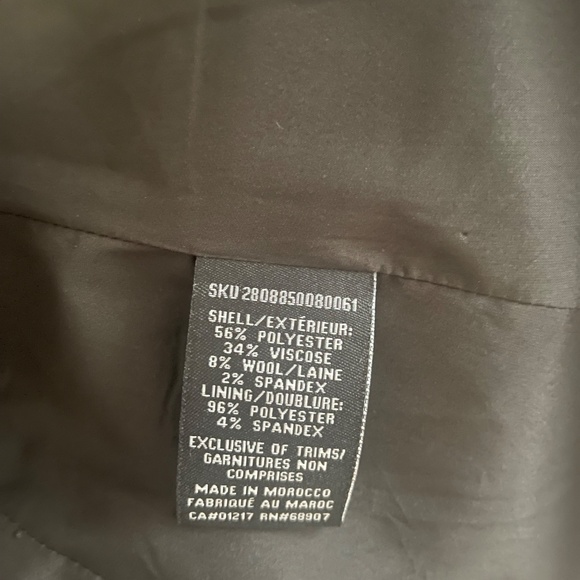 SKU 2808850080061
SHELL/EXTÉRIEUR:
56% POLYESTER
34% VISCOSE
8% WOOL/LAINE
2% SPANDEX
LINING/DOUBLURE:
96% POLYESTER
4% SPANDEX
EXCLUSIVE OF TRIMS/
GARNITURES NON
COMPRISES
MADE IN MOROCCO
FABRIQUÉ AU MAROC
CA#01217 RN#68907